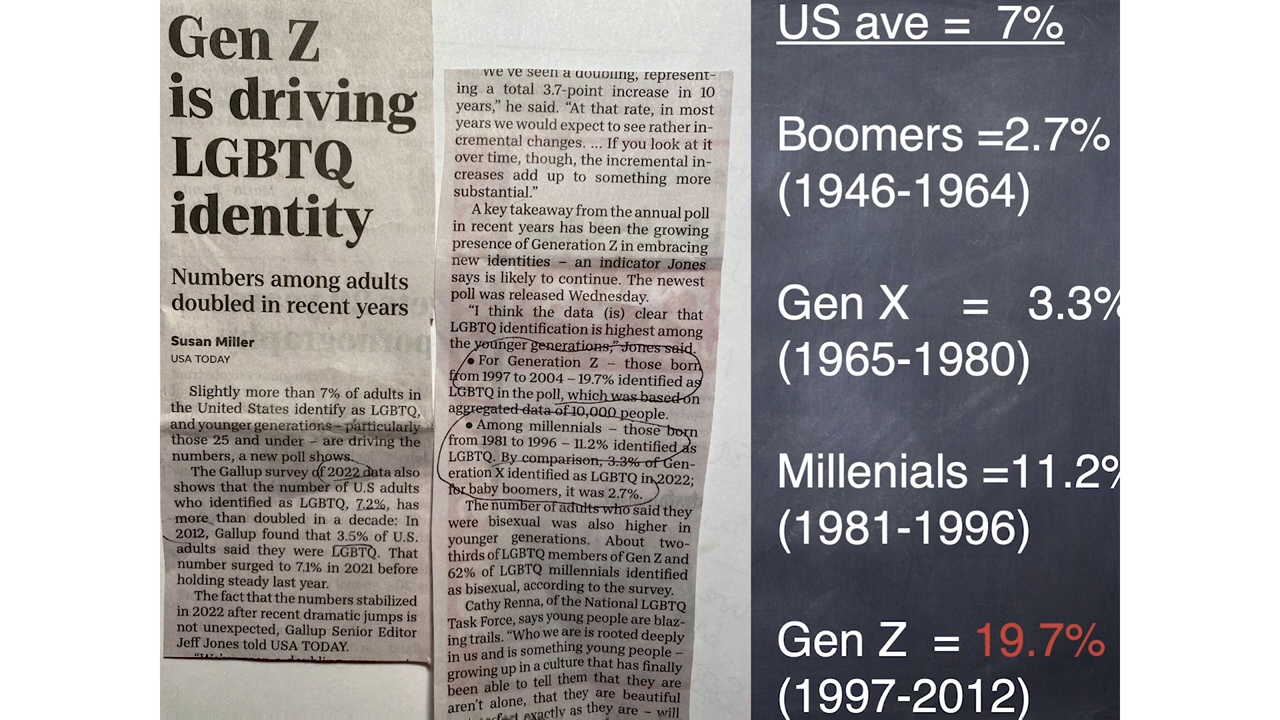 Gen Z
is driving
LGBTQ
identity
Numbers among adults
doubled in recent years
Susan Miller
USA TODAY
Slightly more than 7% of adults in
the United States identify as LGBTQ,
and younger generations – particularly
those 25 and under – are driving the
numbers, a new poll shows.
The Gallup survey of 2022 data also
shows that the number of U.S adults
who identified as LGBTQ, 7.2%, has
more than doubled in a decade: In
2012, Gallup found that 3.5% of U.S.
adults said they were LGBTQ. That
number surged to 7.1% in 2021 before
holding steady last year.
The fact that the numbers stabilized
in 2022 after recent dramatic jumps is
not unexpected, Gallup Senior Editor
Jeff Jones told USA TODAY.
"We've seen a doubling, represent-
ing a total 3.7-point increase in 10
years," he said. "At that rate, in most
years we would expect to see rather in-
cremental changes. ... If you look at it
over time, though, the incremental in-
creases add up to something more
substantial."
A key takeaway from the annual poll
in recent years has been the growing
presence of Generation Z in embracing
new identities – an indicator Jones
says is likely to continue. The newest
poll was released Wednesday.
"I think the data (is) clear that
LGBTQ identification is highest among
the younger generations," Jones said.
• For Generation Z – those born
from 1997 to 2004 – 19.7% identified as
LGBTQ in the poll, which was based on
aggregated data of 10,000 people.
• Among millennials – those born
from 1981 to 1996 – 11.2% identified as
LGBTQ. By comparison, 3.3% of Gen-
eration X identified as LGBTQ in 2022;
for baby boomers, it was 2.7%.
The number of adults who said they
were bisexual was also higher in
younger generations. About two-
thirds of LGBTQ members of Gen Z and
62% of LGBTQ millennials identified
as bisexual, according to the survey.
Cathy Renna, of the National LGBTQ
Task Force, says young people are blaz-
ing trails. "Who we are is rooted deeply
in us and is something young people –
growing up in a culture that has finally
been able to tell them that they are
beautiful
aren't alone, that they are
exactly as they are – will
US ave = 7%
Boomers =2.7%
(1946-1964)
Gen X = 3.3%
(1965-1980)
Millenials =11.2%
(1981-1996)
Gen Z = 19.7%
(1997-2012)